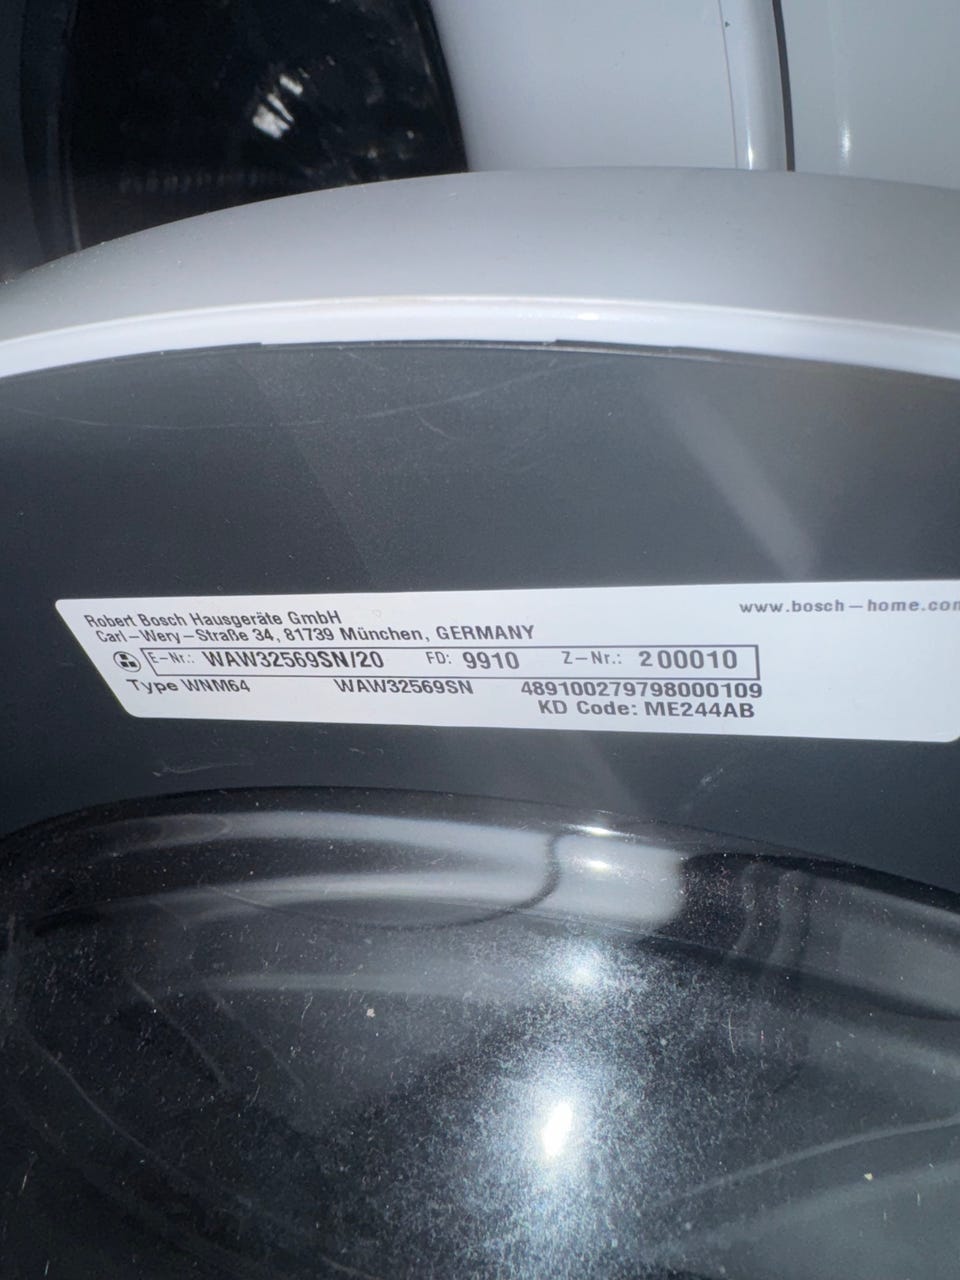 Robert Bosch Hausgeräte GmbH
www.bosch-home.com
Carl-Wery-Straße 34, 81739 München, GERMANY
E-Nr.: WAW32569SN/20 FD: 9910 Z-Nr.: 200010
Type WNM64 WAW32569SN 489100279798000109
KD Code: ME244AB